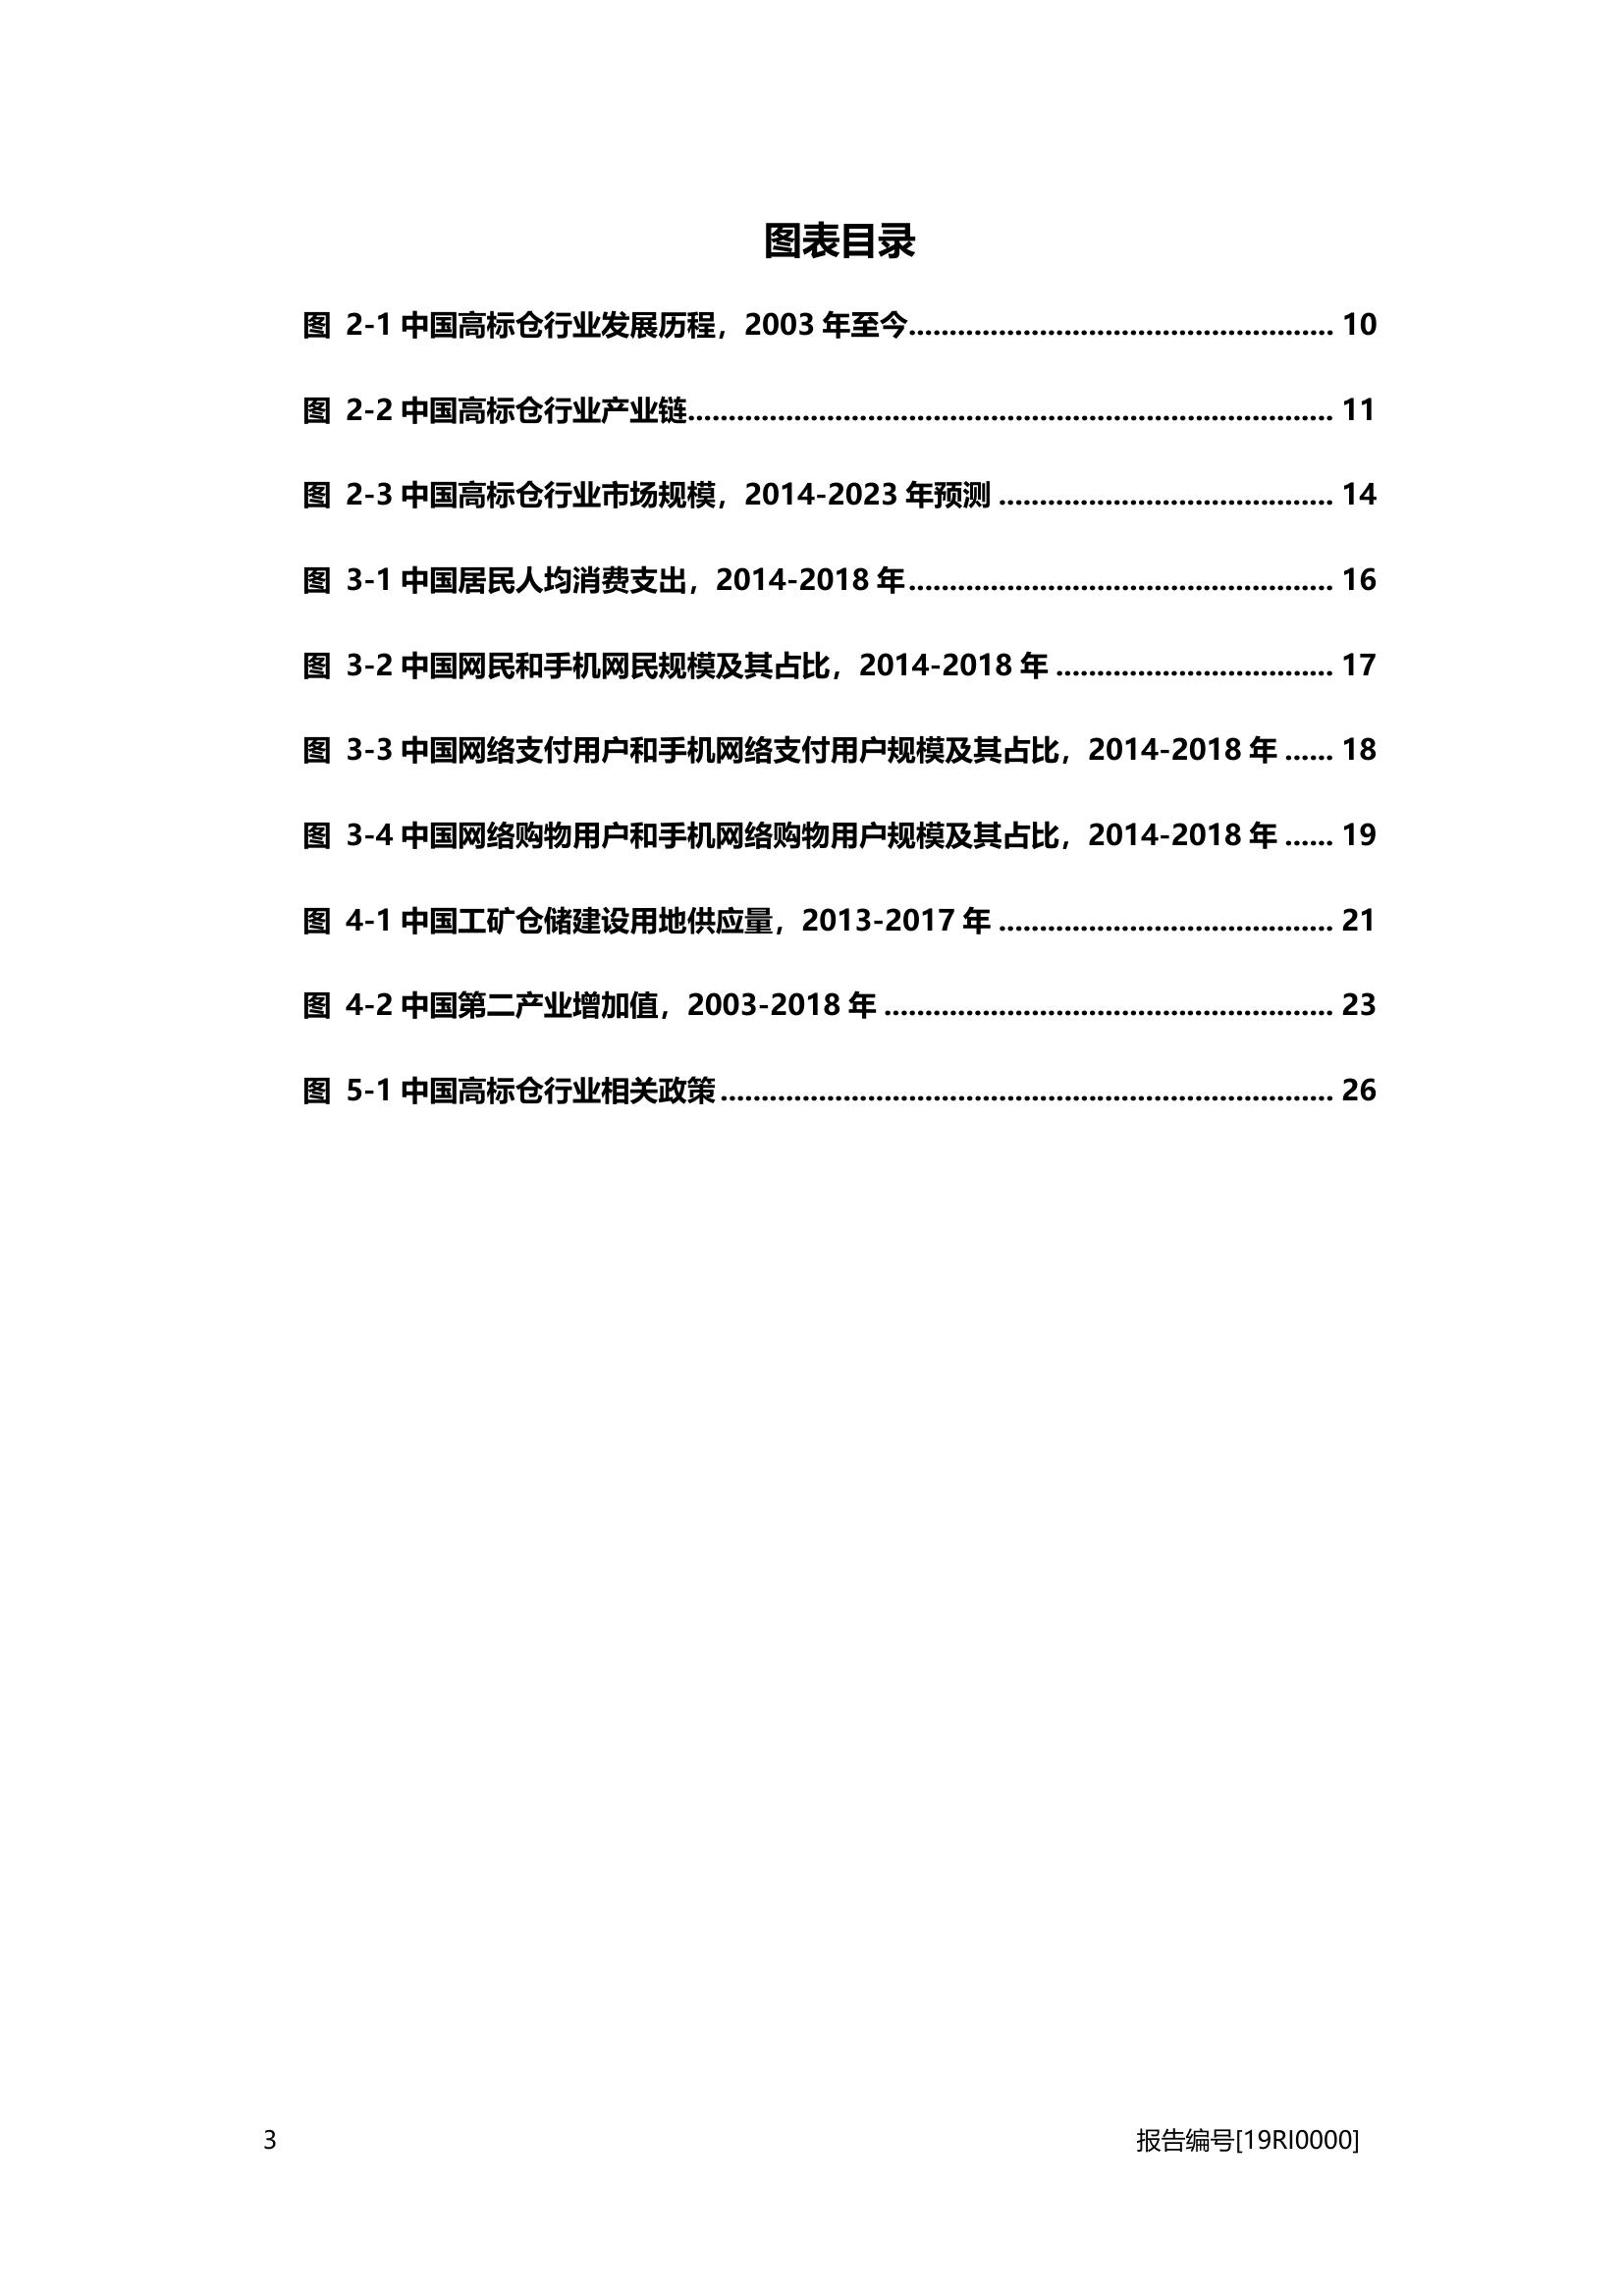 图表目录
图 2-1 中国高标仓行业发展历程，2003 年至今.................................................... 10
图 2-2 中国高标仓行业产业链............................................................................... 11
图 2-3 中国高标仓行业市场规模，2014-2023 年预测 ......................................... 14
图 3-1 中国居民人均消费支出，2014-2018 年.................................................... 16
图 3-2 中国网民和手机网民规模及其占比，2014-2018 年 .................................. 17
图 3-3 中国网络支付用户和手机网络支付用户规模及其占比，2014-2018 年 ...... 18
图 3-4 中国网络购物用户和手机网络购物用户规模及其占比，2014-2018 年 ...... 19
图 4-1 中国工矿仓储建设用地供应量，2013-2017 年 ......................................... 21
图 4-2 中国第二产业增加值，2003-2018 年 ....................................................... 23
图 5-1 中国高标仓行业相关政策 ........................................................................... 26
3 报告编号[19RI0000]